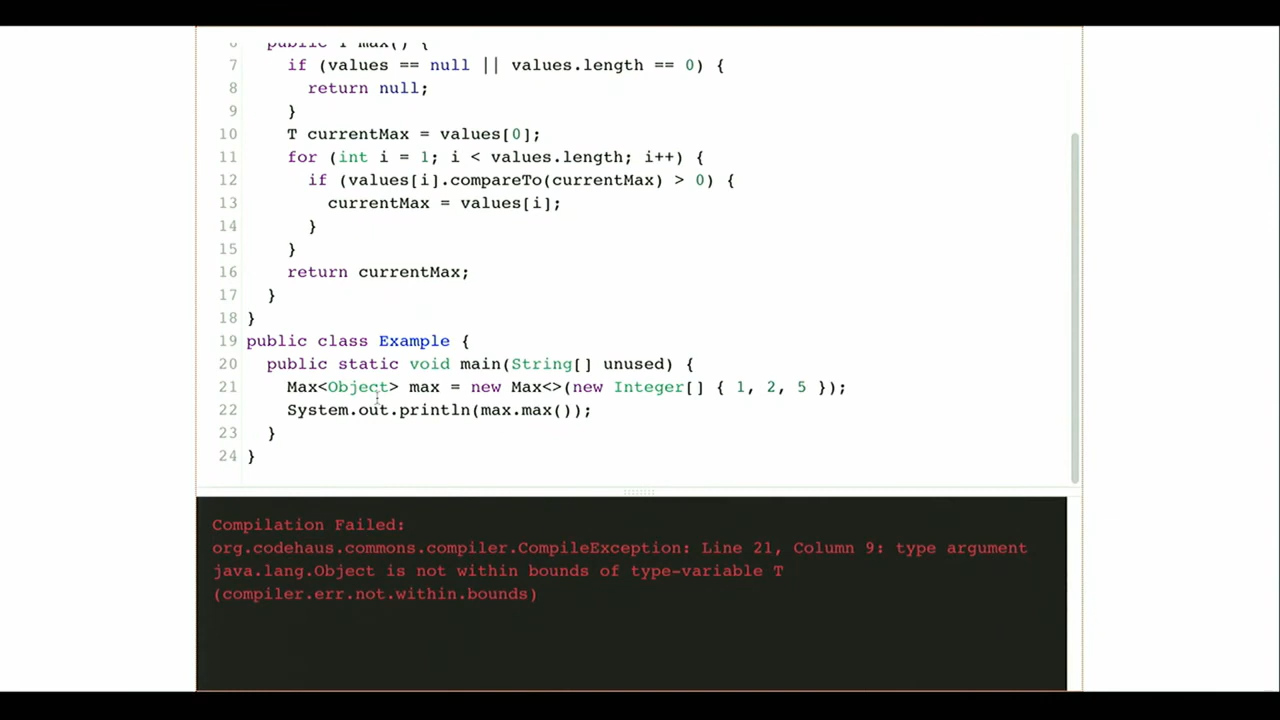 6 public T max() {
7 if (values == null || values.length == 0) {
8 return null;
9 }
10 T currentMax = values[0];
11 for (int i = 1; i < values.length; i++) {
12 if (values[i].compareTo(currentMax) > 0) {
13 currentMax = values[i];
14 }
15 }
16 return currentMax;
17 }
18 }
19 public class Example {
20 public static void main(String[] unused) {
21 Max<Object> max = new Max<>(new Integer[] { 1, 2, 5 });
22 System.out.println(max.max());
23 }
24 }
Compilation Failed:
org.codehaus.commons.compiler.CompileException: Line 21, Column 9: type argument
java.lang.Object is not within bounds of type-variable T
(compiler.err.not.within.bounds)